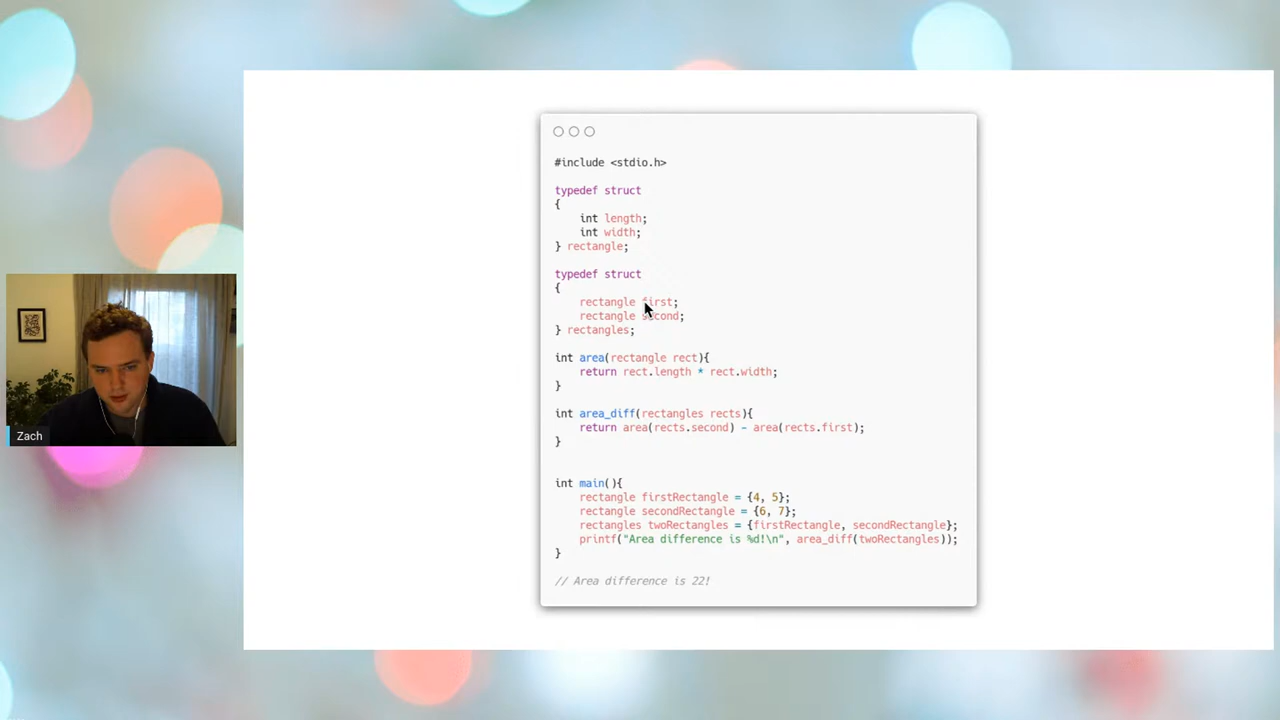 #include <stdio.h>
typedef struct
{
    int length;
    int width;
} rectangle;
typedef struct
{
    rectangle first;
    rectangle second;
} rectangles;
int area(rectangle rect){
    return rect.length * rect.width;
}
int area_diff(rectangles rects){
    return area(rects.second) - area(rects.first);
}
int main(){
    rectangle firstRectangle = {4, 5};
    rectangle secondRectangle = {6, 7};
    rectangles twoRectangles = {firstRectangle, secondRectangle};
    printf("Area difference is %d!\n", area_diff(twoRectangles));
}
// Area difference is 22!
Zach